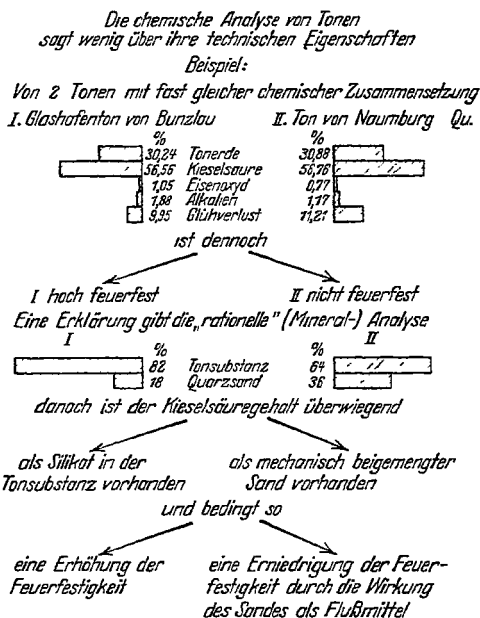 Die chemische Analyse von Tonen
sagt wenig über ihre technischen Eigenschaften
Beispiel:
Von 2 Tonen mit fast gleicher chemischer Zusammensetzung
I. Glashafenton von Bunzlau II. Ton von Naumburg Qu.
% %
30,24 Tonerde 30,88
56,56 Kieselsäure 56,76
1,05 Eisenoxyd 0,77
1,88 Alkalien 1,17
9,95 Glühverlust 11,21
ist dennoch
I hoch feuerfest II nicht feuerfest
Eine Erklärung gibt die „rationelle" (Mineral-) Analyse
I II
% %
82 Tonsubstanz 64
18 Quarzsand 36
danach ist der Kieselsäuregehalt überwiegend
als Silikat in der
Tonsubstanz vorhanden
als mechanisch beigemengter
Sand vorhanden
und bedingt so
eine Erhöhung der
Feuerfestigkeit
eine Erniedrigung der Feuer-
festigkeit durch die Wirkung
des Sandes als Flußmittel